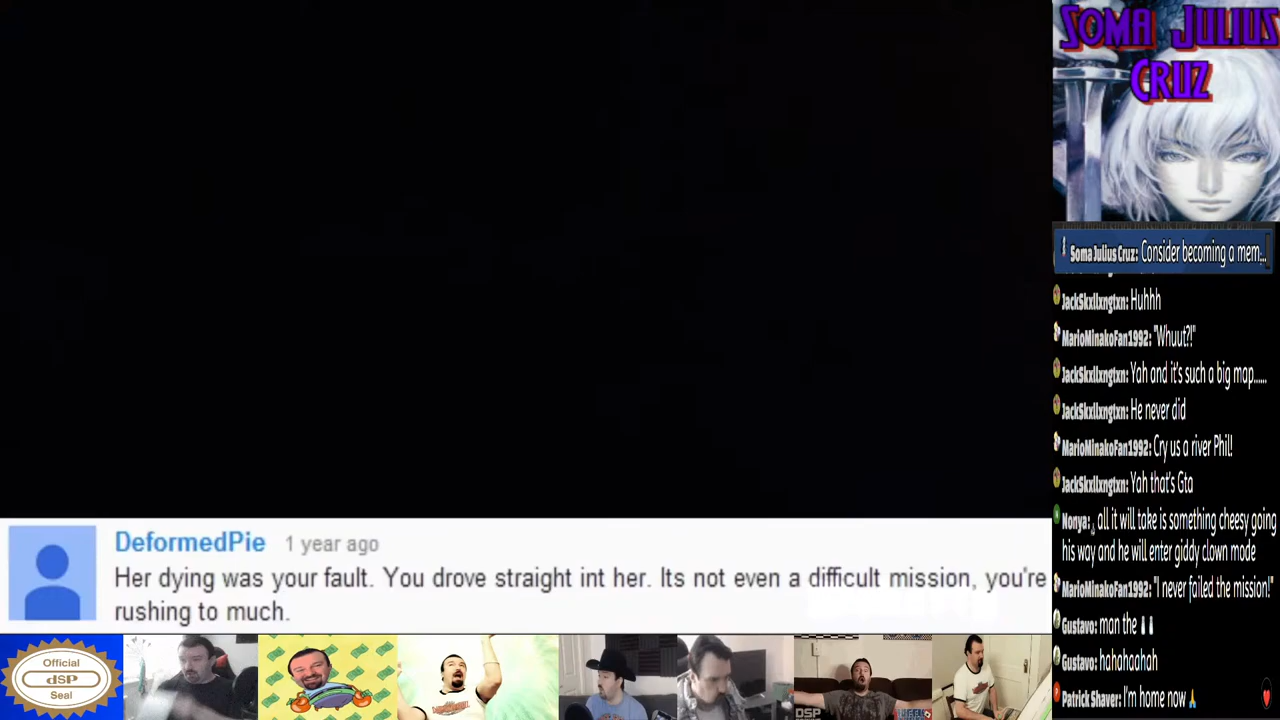 SOMA JULIUS
CRUZ
Soma Julius Cruz: Consider becoming a mem...
JackSkxllxngtxn: Huhhh
MarioMinakoFan1992: "Whuut?!"
JackSkxllxngtxn: Yah and it's such a big map.....
JackSkxllxngtxn: He never did
MarioMinakoFan1992: Cry us a river Phil!
JackSkxllxngtxn: Yah that's Gta
Nonya: all it will take is something cheesy going
his way and he will enter giddy clown mode
MarioMinakoFan1992: "I never failed the mission!"
Gustavo: man the
Gustavo: hahahaahah
Patrick Shaver: I'm home now🙏
DeformedPie 1 year ago
Her dying was your fault. You drove straight int her. Its not even a difficult mission, you're
rushing to much.
Official
dSP
Seal
DSP